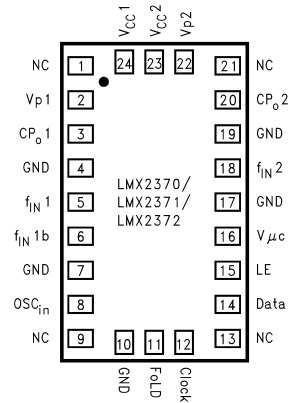 VCC1 VCC2 Vp2
NC 1 24 23 22 21 NC
Vp1 2 20 CPo2
CPo1 3 19 GND
GND 4 18 fIN2
LMX2370/
fIN1 5 LMX2371/ 17 GND
LMX2372
fIN1b 6 16 Vμc
GND 7 15 LE
OSCin 8 14 Data
NC 9 10 11 12 13 NC
GND FoLD Clock